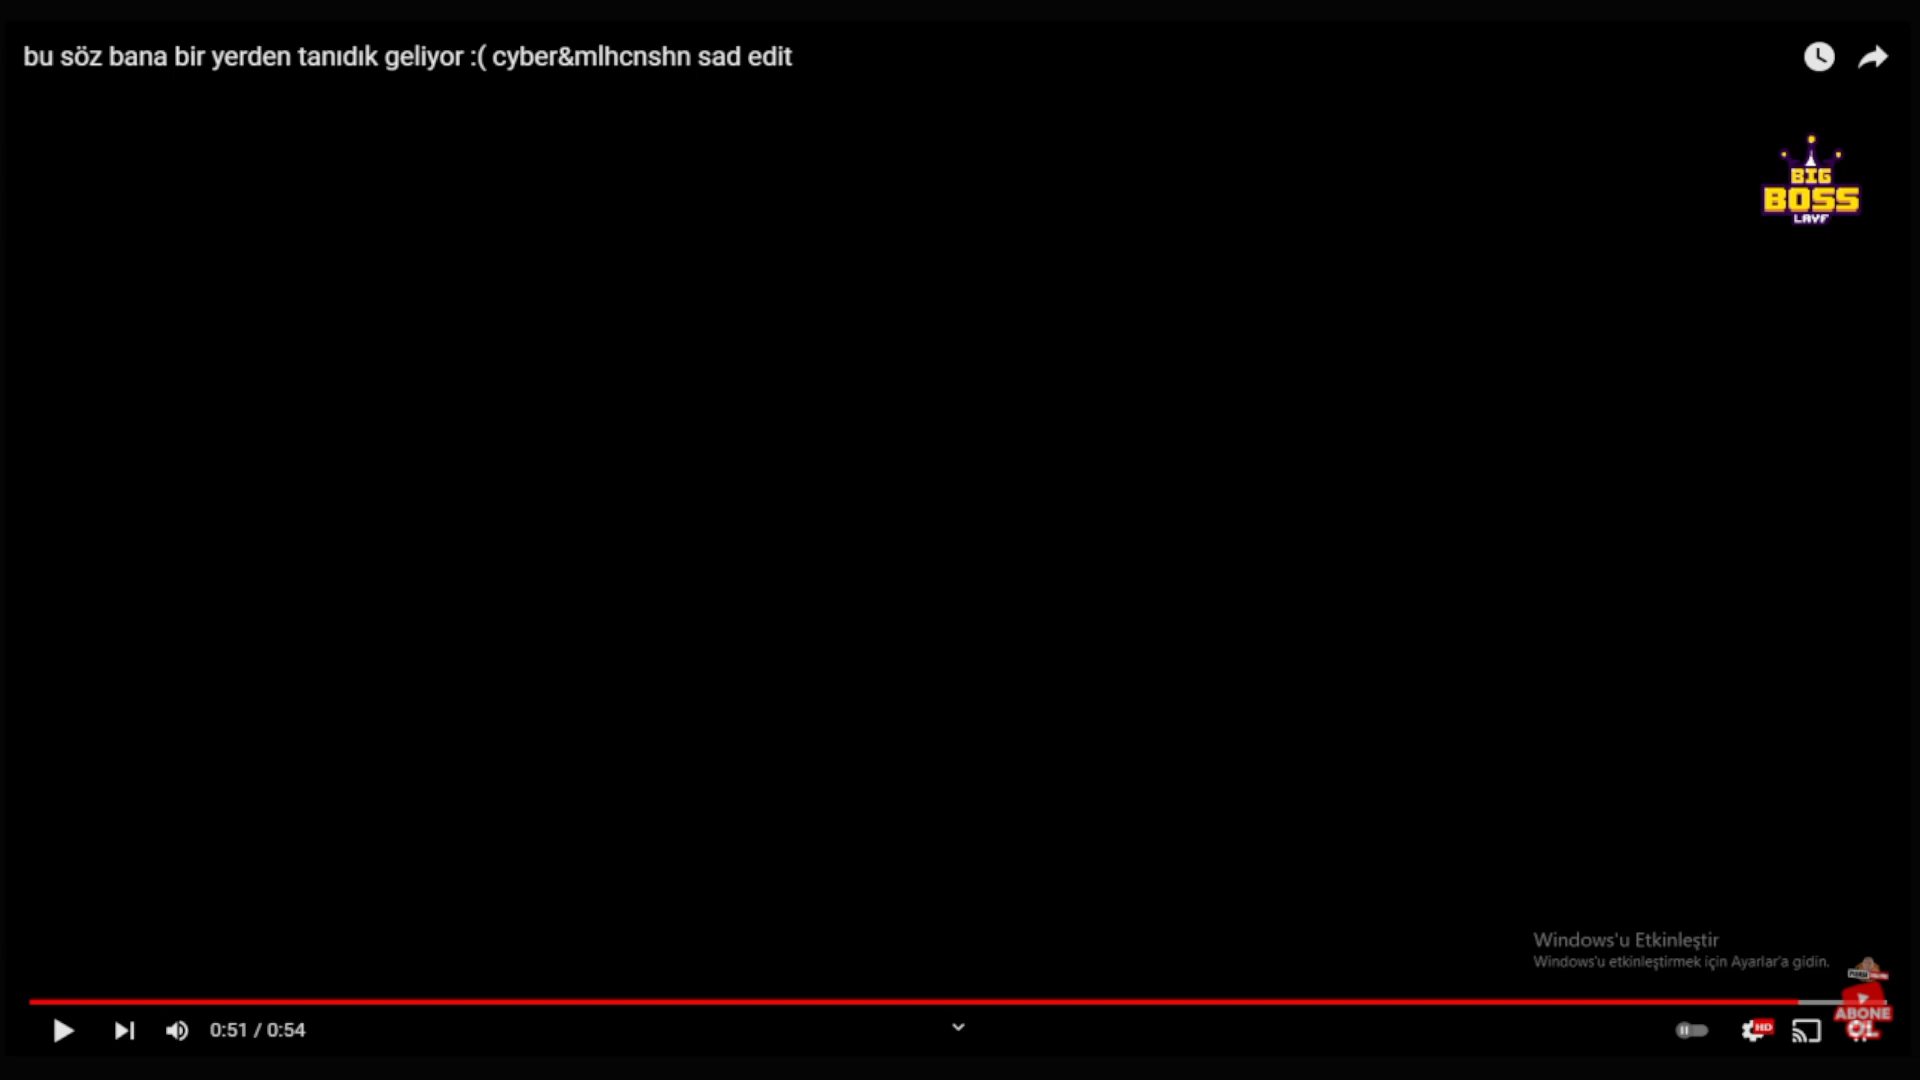 bu söz bana bir yerden tanıdık geliyor :( cyber&mlhcnshn sad edit
BIG
BOSS
LAYF
Windows'u Etkinleştir
Windows'u etkinleştirmek için Ayarlar'a gidin.
0:51 / 0:54
HD
ABONE
OL